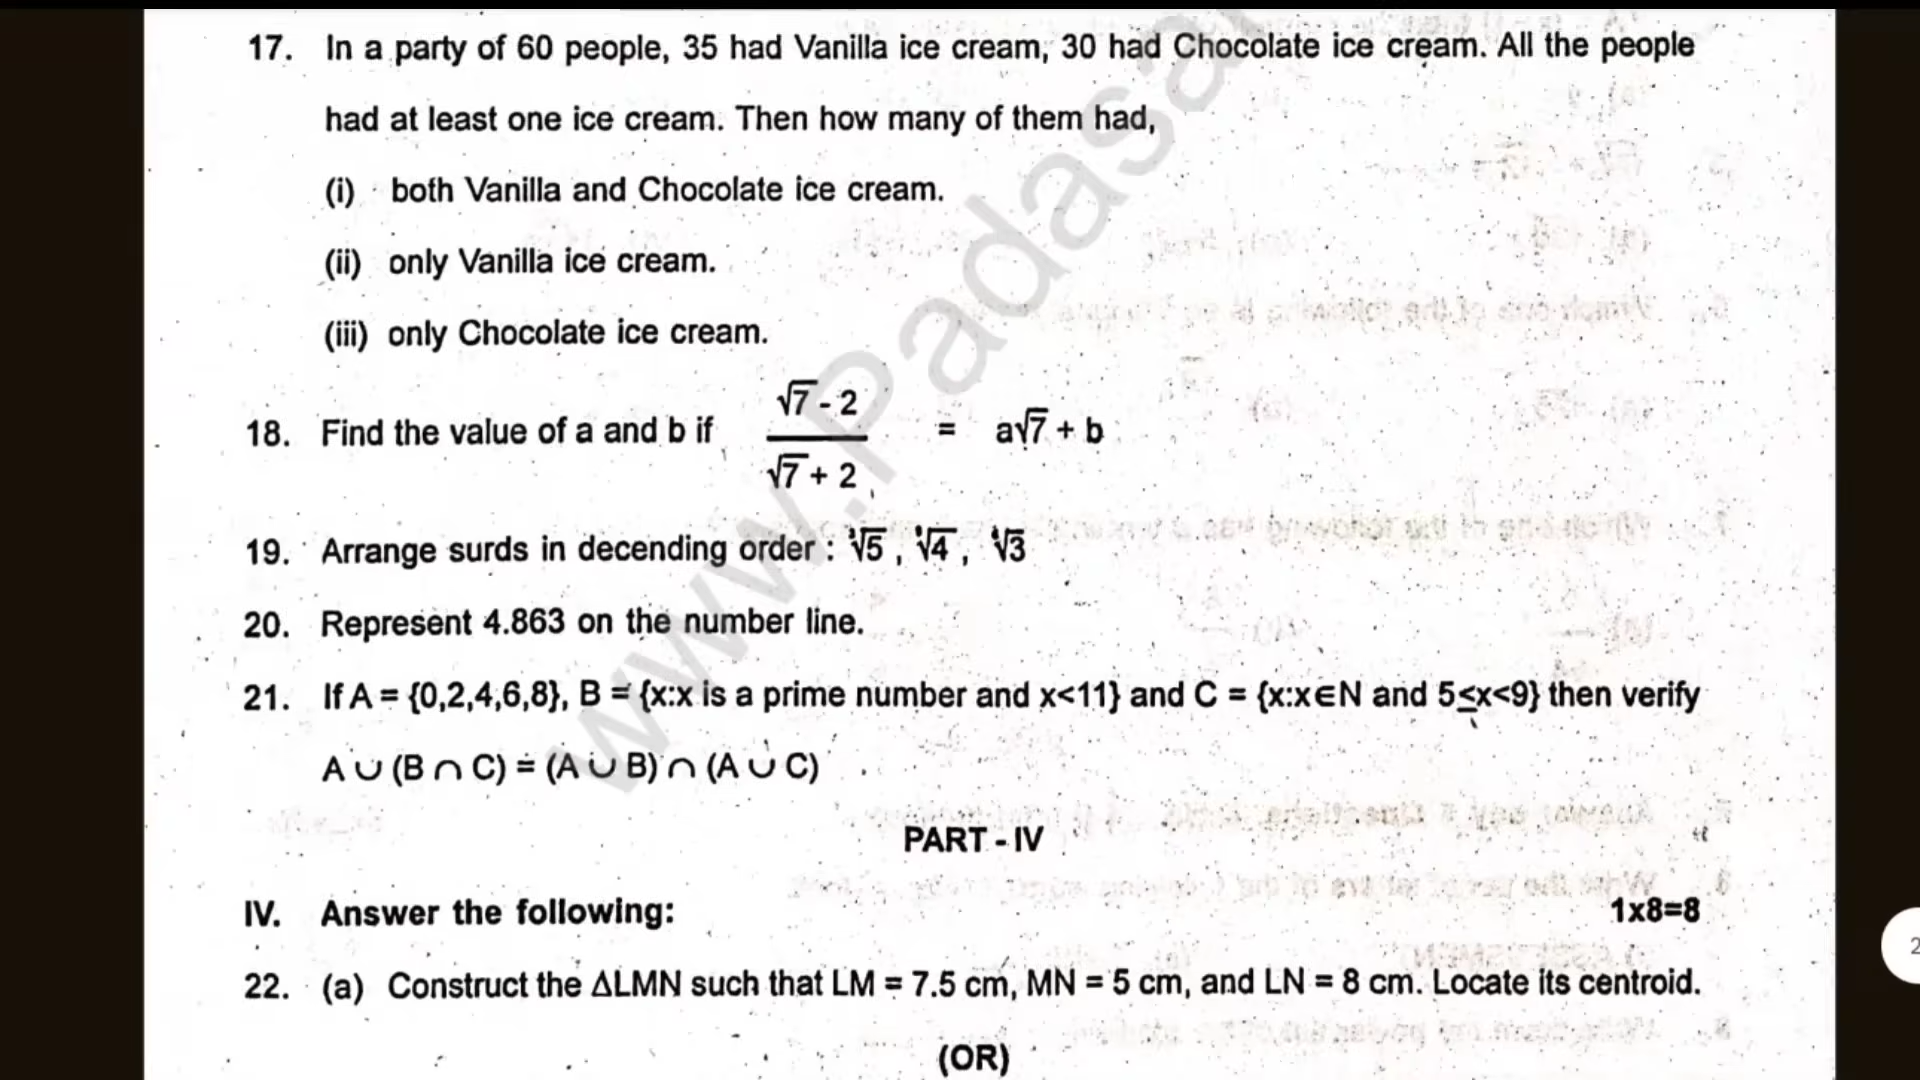 17. In a party of 60 people, 35 had Vanilla ice cream, 30 had Chocolate ice cream. All the people
had at least one ice cream. Then how many of them had,
(i) both Vanilla and Chocolate ice cream.
(ii) only Vanilla ice cream.
(iii) only Chocolate ice cream.
18. Find the value of a and b if (√7 - 2)/(√7 + 2) = a√7 + b
19. Arrange surds in decending order : √5 , √4 , √3
20. Represent 4.863 on the number line.
21. If A = {0,2,4,6,8}, B = {x:x is a prime number and x<11} and C = {x:x∈N and 5≤x<9} then verify
A ∪ (B ∩ C) = (A ∪ B) ∩ (A ∪ C)
PART - IV
IV. Answer the following: 1x8=8
22. (a) Construct the ΔLMN such that LM = 7.5 cm, MN = 5 cm, and LN = 8 cm. Locate its centroid.
(OR)
www.Padasa
2